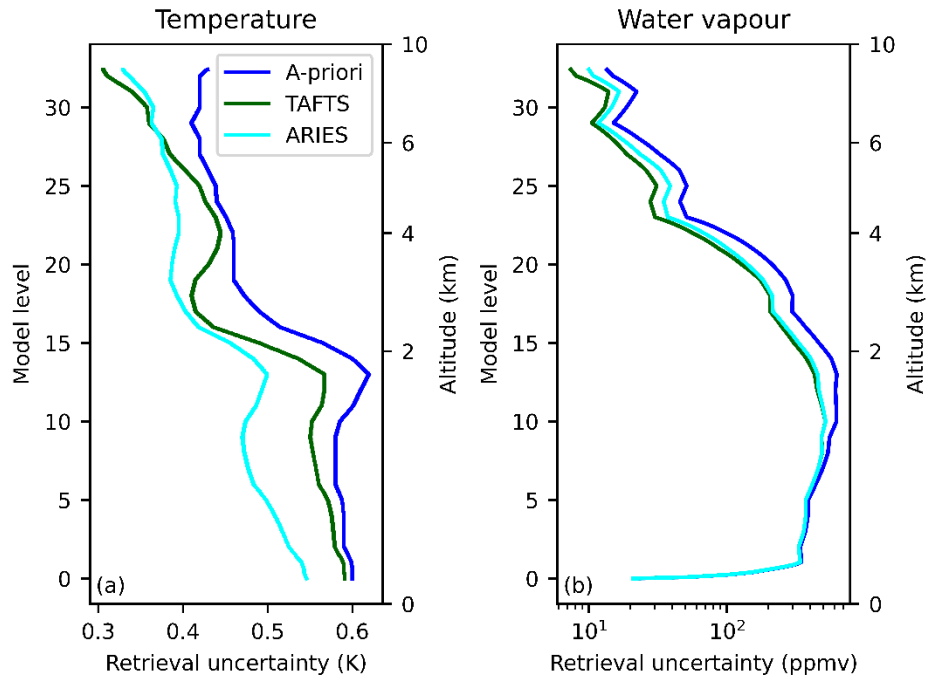 Temperature
Water vapour
A-priori
TAFTS
ARIES
30
25
20
15
10
5
0
Model level
10
6
4
2
0
Altitude (km)
(a)
0.3 0.4 0.5 0.6
Retrieval uncertainty (K)
30
25
20
15
10
5
0
Model level
10
6
4
2
0
Altitude (km)
(b)
10¹ 10²
Retrieval uncertainty (ppmv)